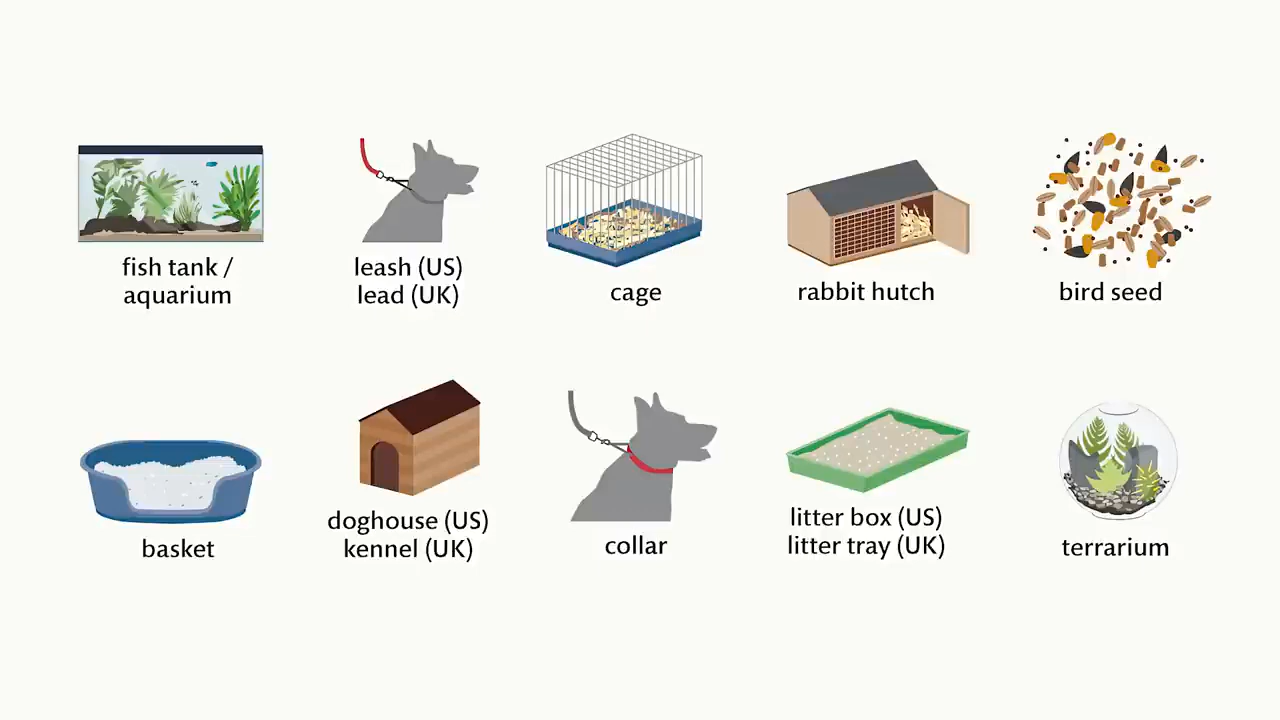 fish tank /
aquarium
leash (US)
lead (UK)
cage
rabbit hutch
bird seed
basket
doghouse (US)
kennel (UK)
collar
litter box (US)
litter tray (UK)
terrarium